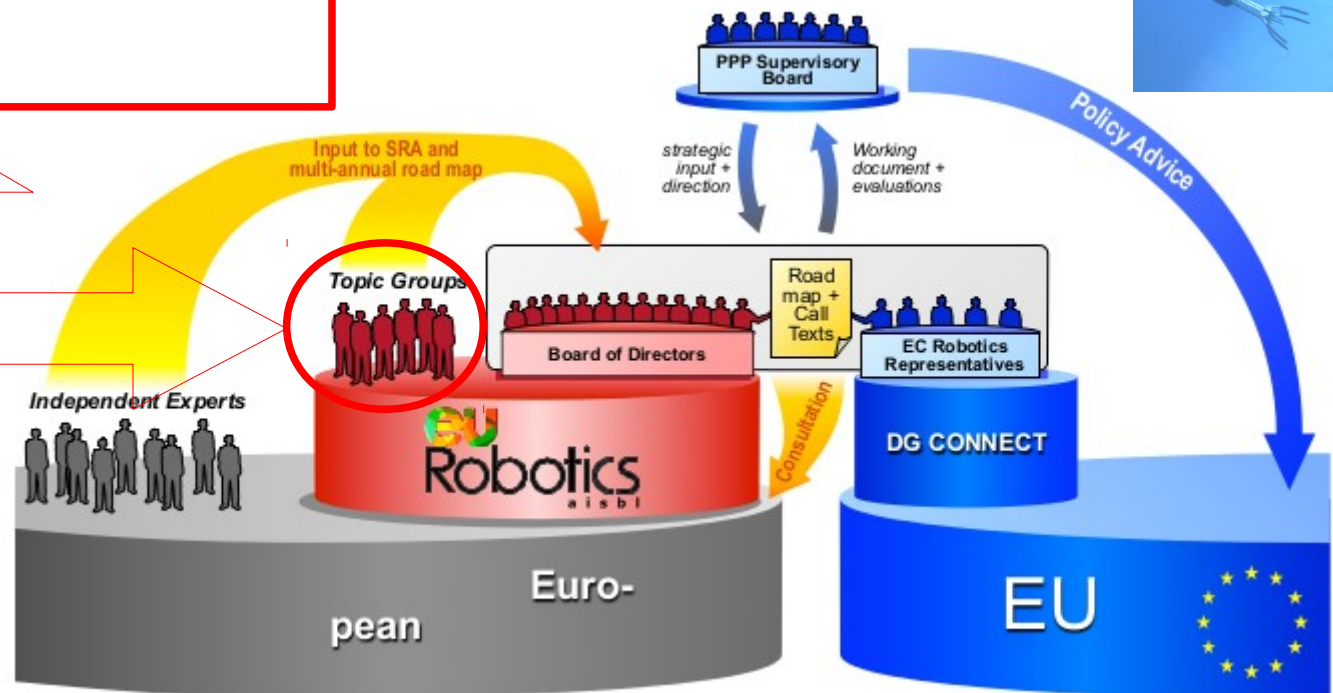 PPP Supervisory
Board
Policy Advice
Input to SRA and
multi-annual road map
strategic
input +
direction
Working
document +
evaluations
Topic Groups
Road
map +
Call
Texts
Board of Directors
EC Robotics
Representatives
Independent Experts
Consultation
eu
Robotics
aisbl
DG CONNECT
Euro-
pean
EU